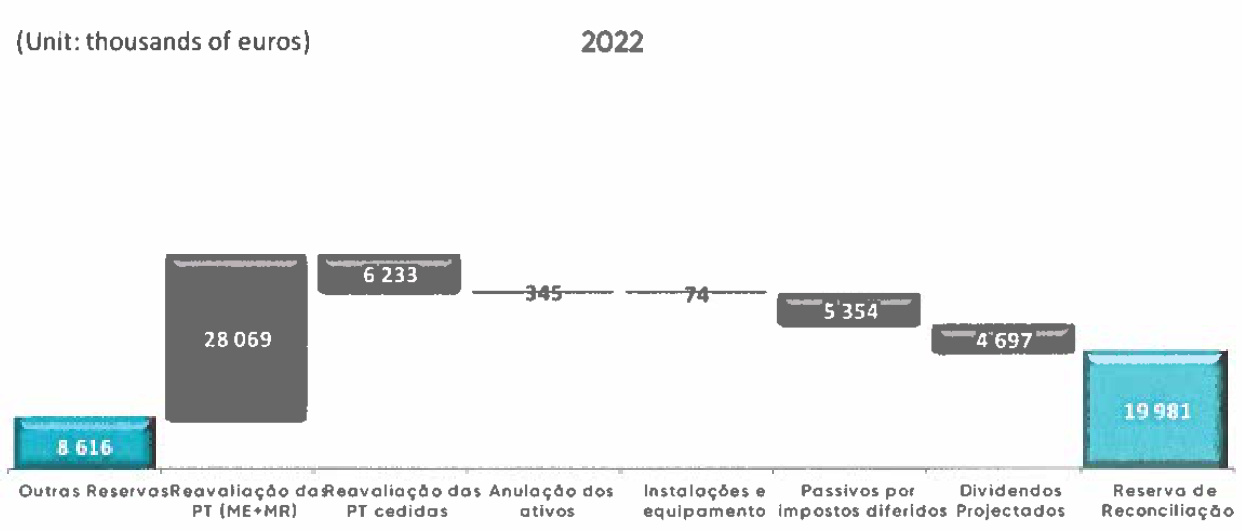 (Unit: thousands of euros)
2022
8 616
28 069
6 233
345
74
5 354
4 697
19 981
Outras Reservas
Reavaliação das
PT (ME+MR)
Reavaliação das
PT cedidas
Anulação dos
ativos
Instalações e
equipamento
Passivos por
impostos diferidos
Dividendos
Projectados
Reserva de
Reconciliação